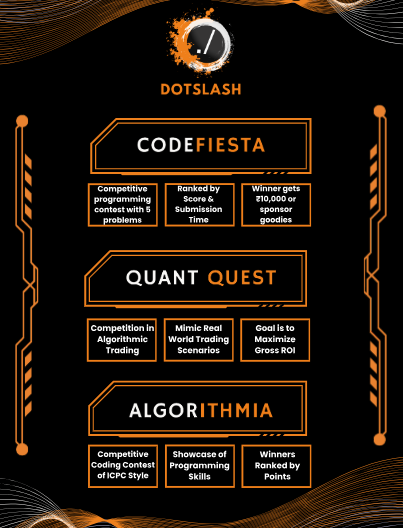 ./
DOTSLASH
CODEFIESTA
Competitive
programming
contest with 5
problems
Ranked by
Score &
Submission
Time
Winner gets
₹10,000 or
sponsor
goodies
QUANT QUEST
Competition in
Algorithmic
Trading
Mimic Real
World Trading
Scenarios
Goal is to
Maximize
Gross ROI
ALGORITHMIA
Competitive
Coding Contest
of ICPC Style
Showcase of
Programming
Skills
Winners
Ranked by
Points